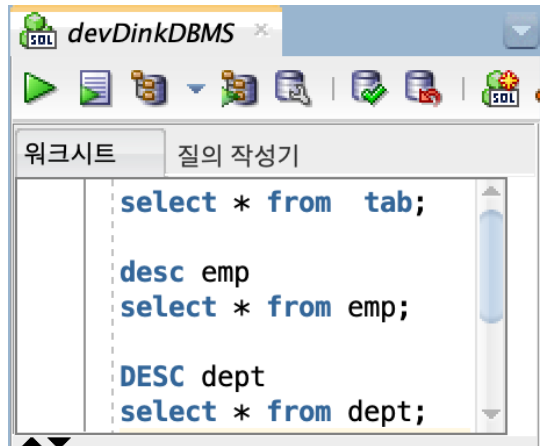 devDinkDBMS
워크시트 질의 작성기
select * from  tab;
desc emp
select * from emp;
DESC dept
select * from dept;